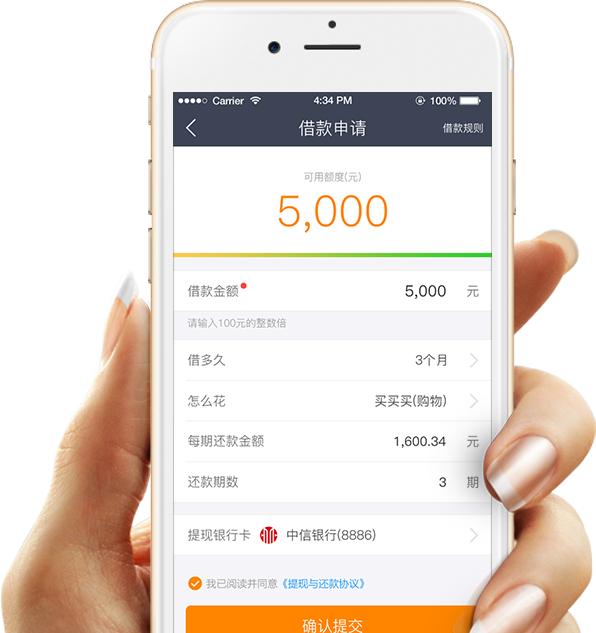 Carrier 4:34 PM 100%
借款申请 借款规则
可用额度(元)
5,000
借款金额 5,000 元
请输入100元的整数倍
借多久 3个月
怎么花 买买买(购物)
每期还款金额 1,600.34 元
还款期数 3 期
提现银行卡 中信银行(8886)
我已阅读并同意《提现与还款协议》
确认提交